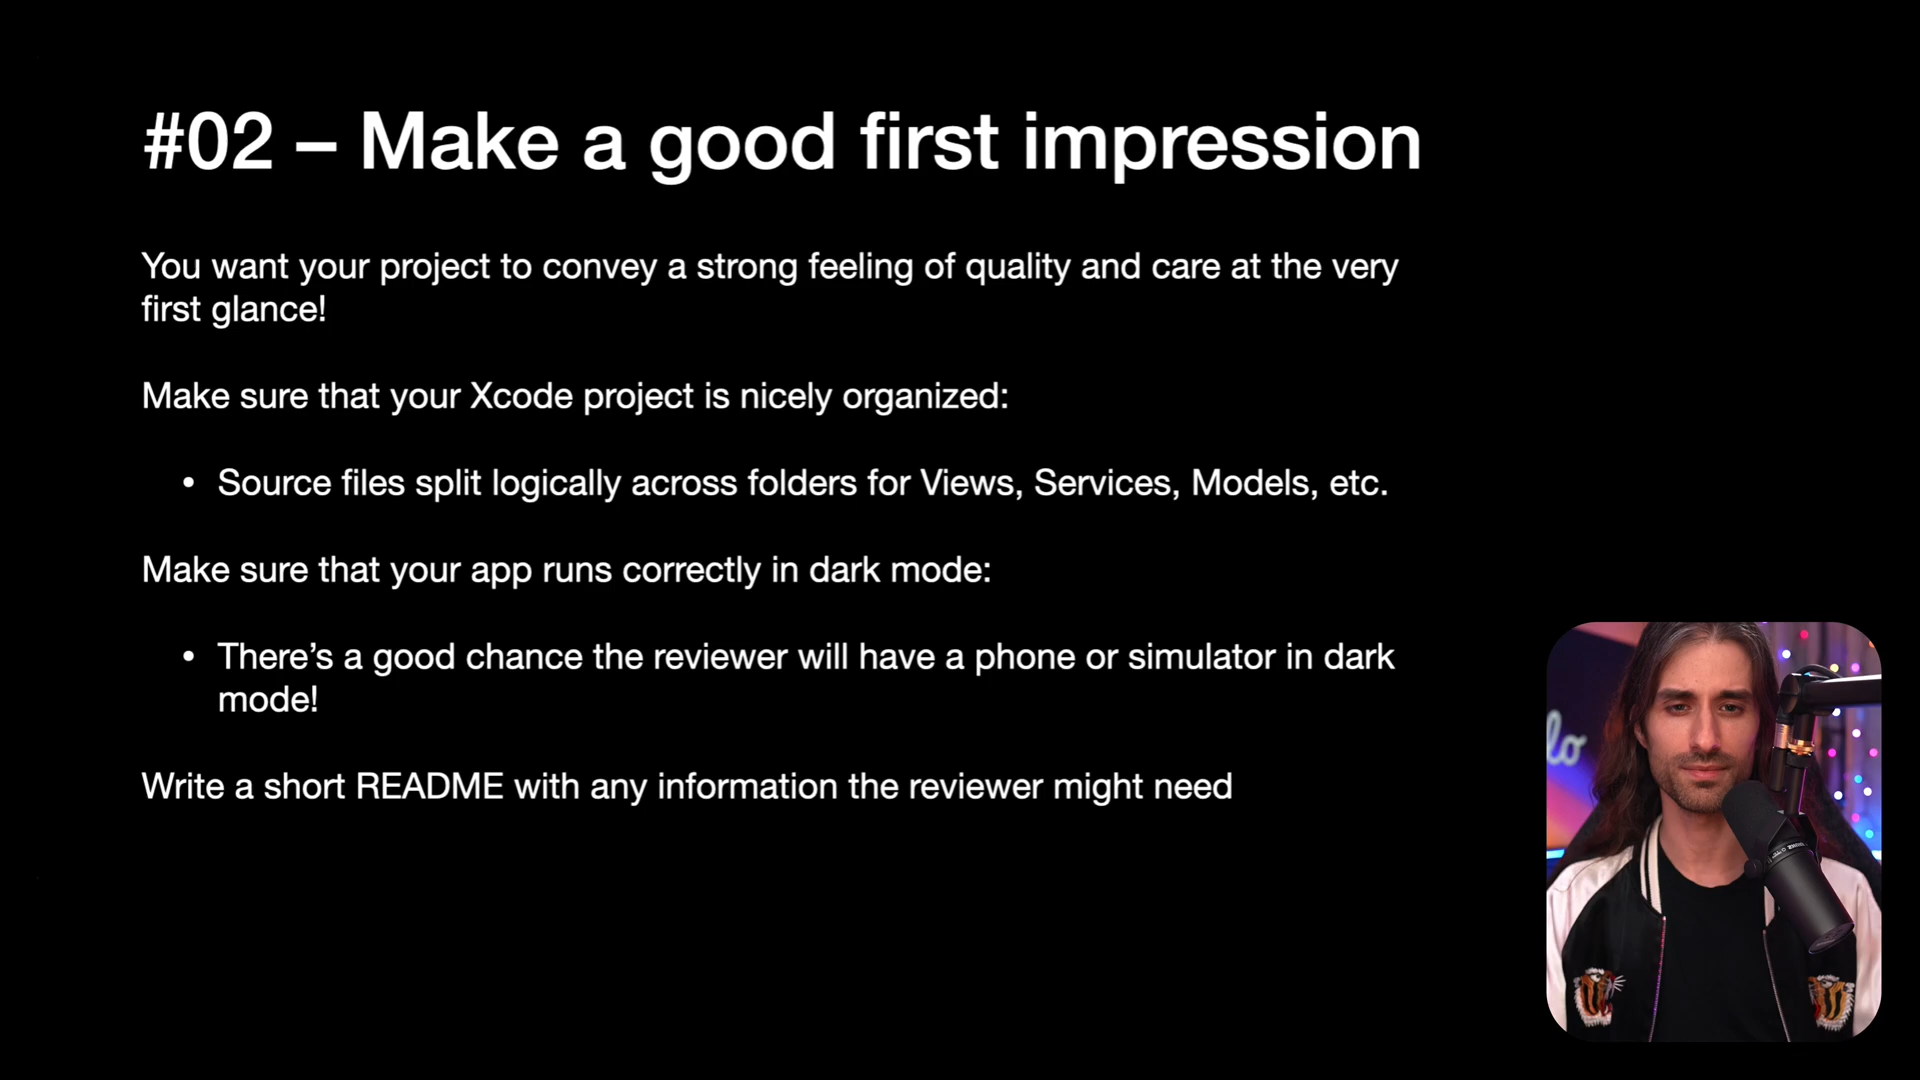 #02 – Make a good first impression
You want your project to convey a strong feeling of quality and care at the very
first glance!
Make sure that your Xcode project is nicely organized:
• Source files split logically across folders for Views, Services, Models, etc.
Make sure that your app runs correctly in dark mode:
• There’s a good chance the reviewer will have a phone or simulator in dark
mode!
Write a short README with any information the reviewer might need
lo